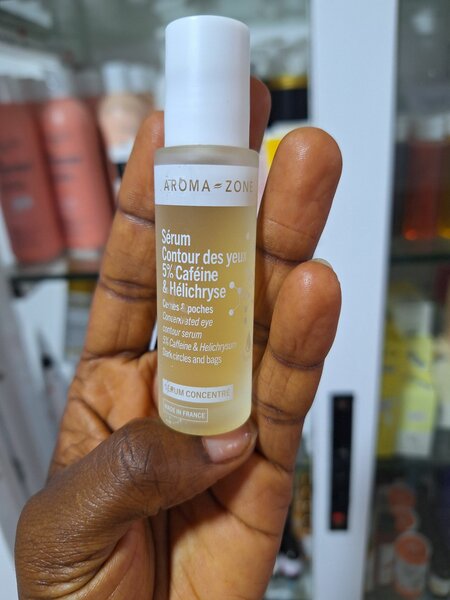 AROMA-ZONE
Sérum
Contour des yeux
5% Caféine
& Hélichryse
Cernes & poches
Concentrated eye
contour serum
5% Caffeine & Helichrysum
Dark circles and bags
SÉRUM CONCENTRÉ
MADE IN FRANCE